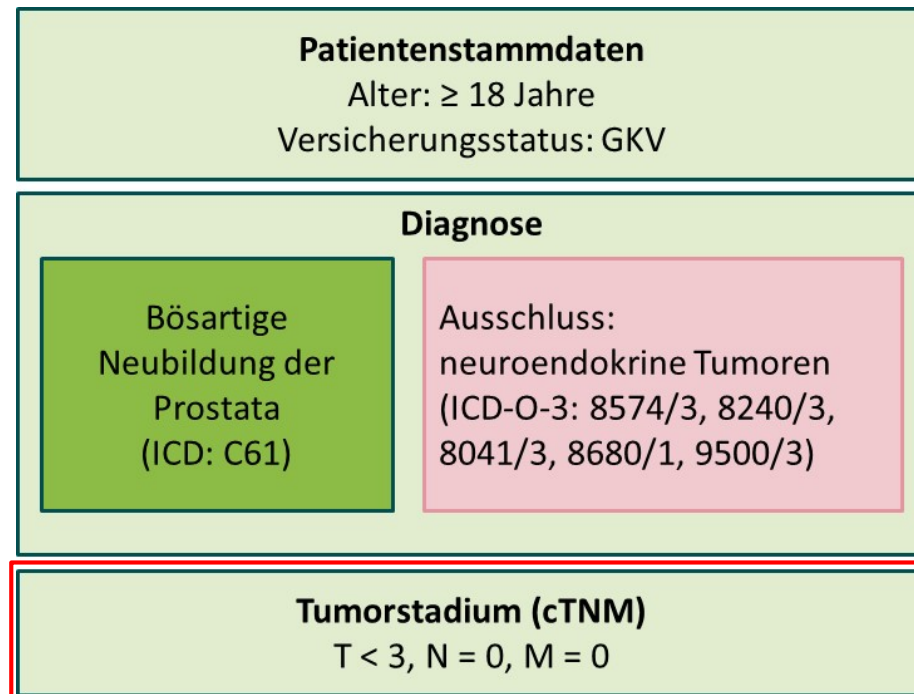 Patientenstammdaten
Alter: ≥ 18 Jahre
Versicherungsstatus: GKV
Diagnose
Bösartige
Neubildung der
Prostata
(ICD: C61)
Ausschluss:
neuroendokrine Tumoren
(ICD-O-3: 8574/3, 8240/3,
8041/3, 8680/1, 9500/3)
Tumorstadium (cTNM)
T < 3, N = 0, M = 0